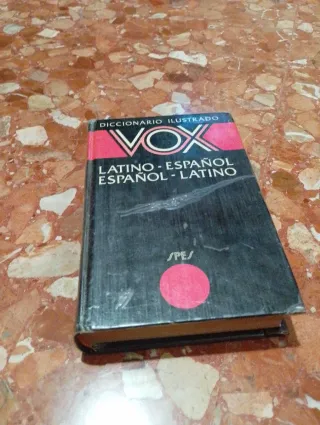 DICCIONARIO ILUSTRADO
VOX
LATINO - ESPAÑOL
ESPAÑOL - LATINO
SPES